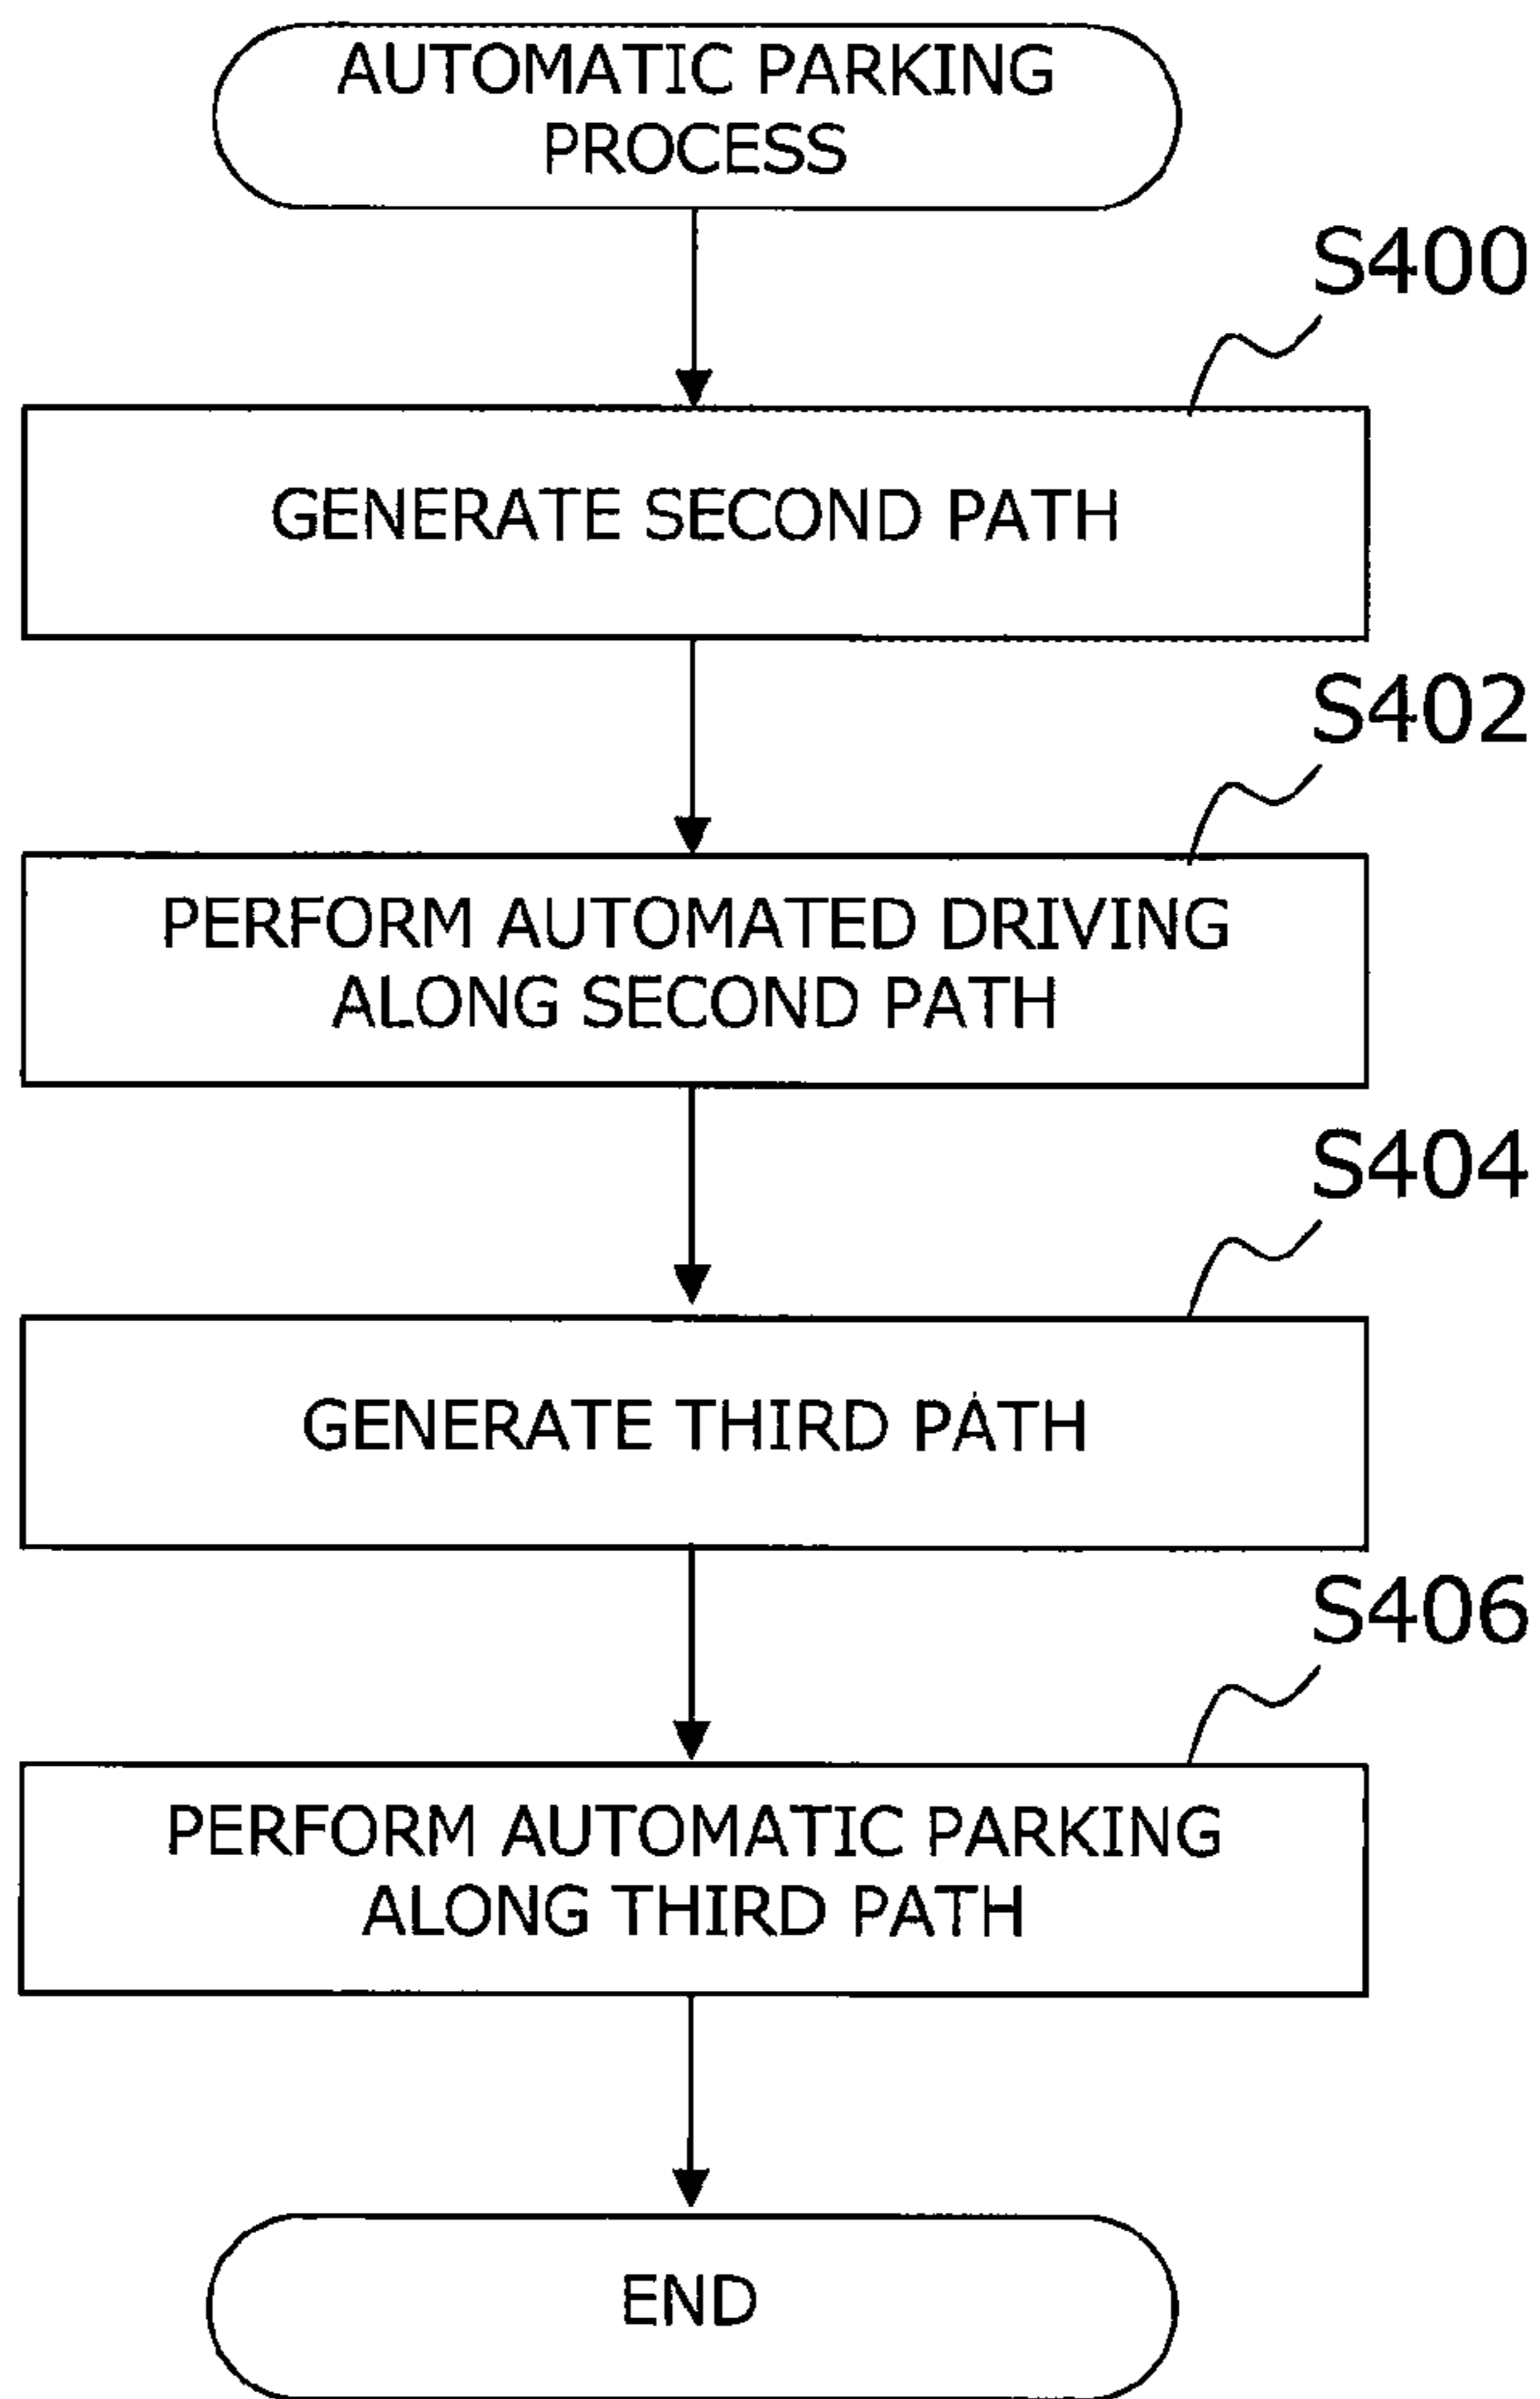 AUTOMATIC PARKING
PROCESS
S400
GENERATE SECOND PATH
S402
PERFORM AUTOMATED DRIVING
ALONG SECOND PATH
S404
GENERATE THIRD PATH
S406
PERFORM AUTOMATIC PARKING
ALONG THIRD PATH
END